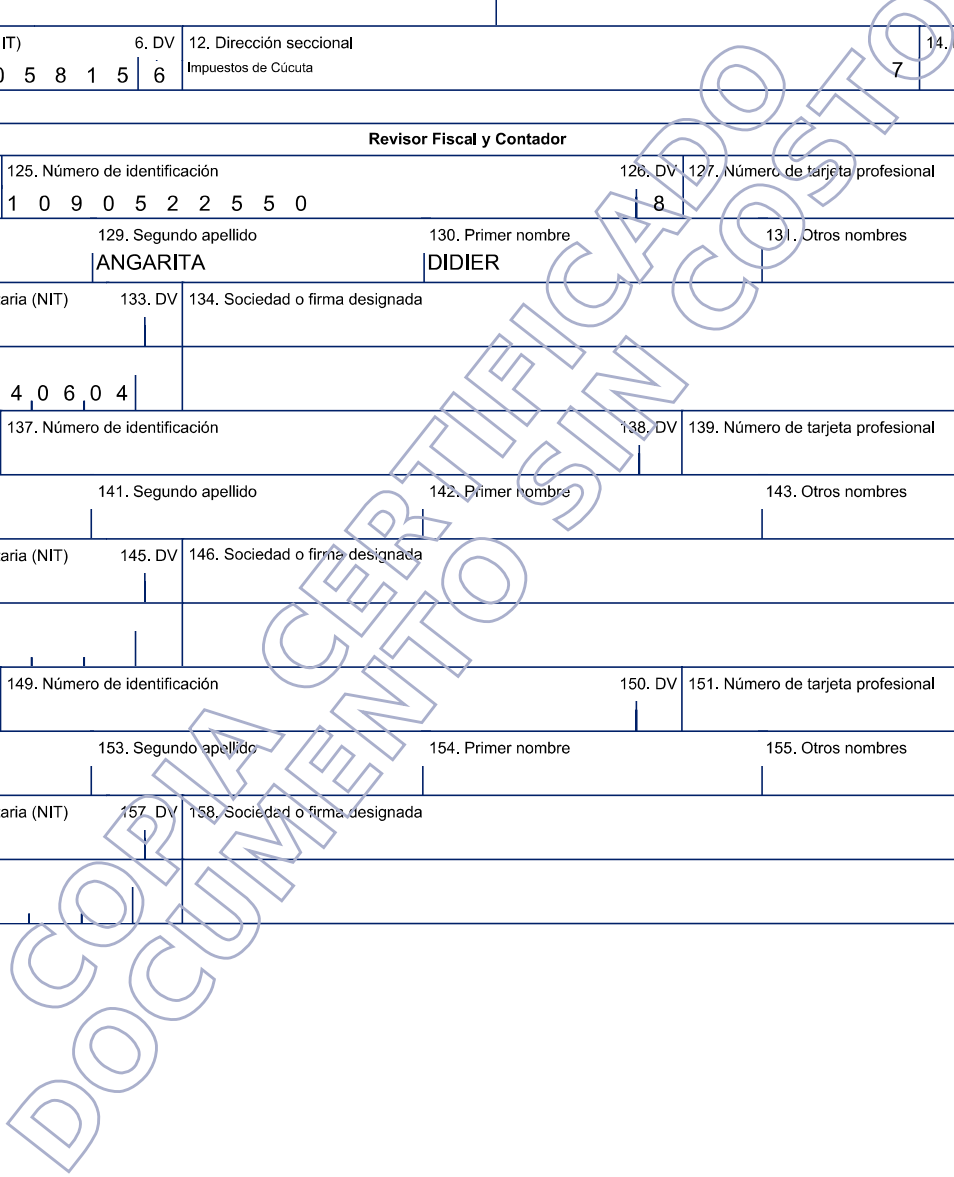 IT) 6. DV 12. Dirección seccional 14.
0 5 8 1 5 6 Impuestos de Cúcuta 7
Revisor Fiscal y Contador
125. Número de identificación 126. DV 127. Número de tarjeta profesional
1 0 9 0 5 2 2 5 5 0 8
129. Segundo apellido 130. Primer nombre 131. Otros nombres
ANGARITA DIDIER
taria (NIT) 133. DV 134. Sociedad o firma designada
4 0 6 0 4
137. Número de identificación 138. DV 139. Número de tarjeta profesional
141. Segundo apellido 142. Primer nombre 143. Otros nombres
aria (NIT) 145. DV 146. Sociedad o firma designada
149. Número de identificación 150. DV 151. Número de tarjeta profesional
153. Segundo apellido 154. Primer nombre 155. Otros nombres
aria (NIT) 157. DV 158. Sociedad o firma designada
COPIA CERTIFICADO
DOCUMENTO SIN COSTO